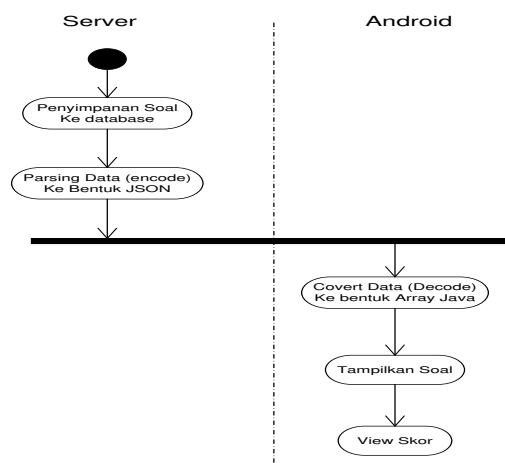 Server
Android
Penyimpanan Soal
Ke database
Parsing Data (encode)
Ke Bentuk JSON
Covert Data (Decode)
Ke bentuk Array Java
Tampilkan Soal
View Skor